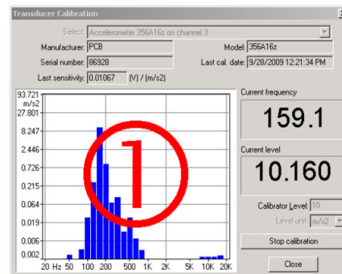 Transducer Calibration
Select: Accelerometer 356A16z on channel 3
Manufacturer: PCB Model: 356A16z
Serial number: 86928 Last cal. date: 9/28/2009 12:21:34 PM
Last sensitivity: 0.01067 (V) / (m/s2)
93.721
m/s2
27.801
8.247
2.446
0.726
0.215
0.064
0.019
0.006
0.002
20 Hz 50 100 200 500 1K 2K 5K 10K 20K
1
Current frequency
159.1
Current level
10.160
Calibrator Level: 10
Level unit: m/s2
Stop calibration
Close